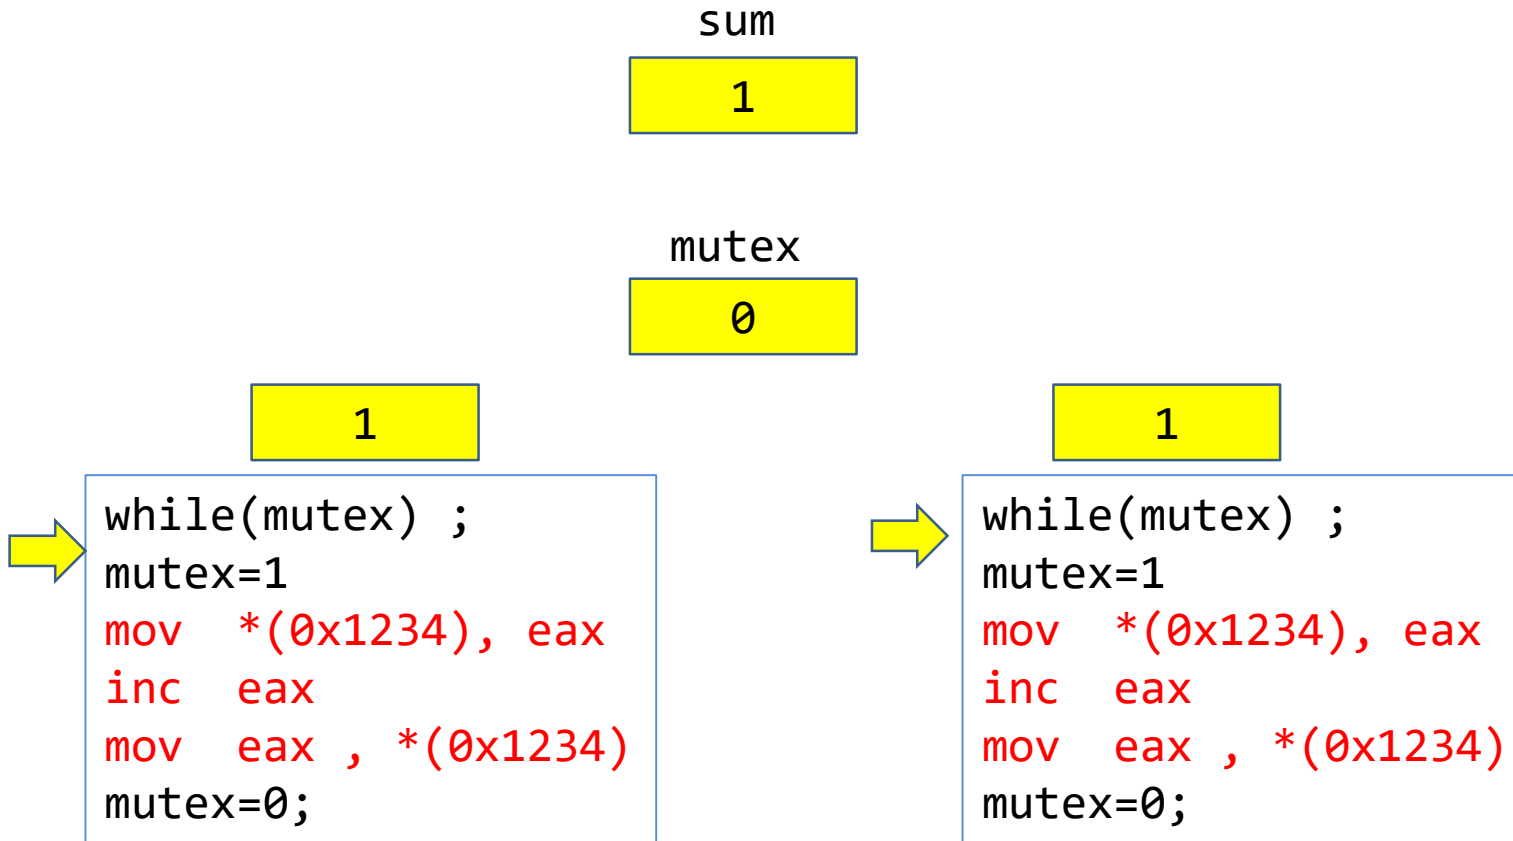 sum
1
mutex
0
1
while(mutex) ;
mutex=1
mov  *(0x1234), eax
inc  eax
mov  eax , *(0x1234)
mutex=0;
1
while(mutex) ;
mutex=1
mov  *(0x1234), eax
inc  eax
mov  eax , *(0x1234)
mutex=0;